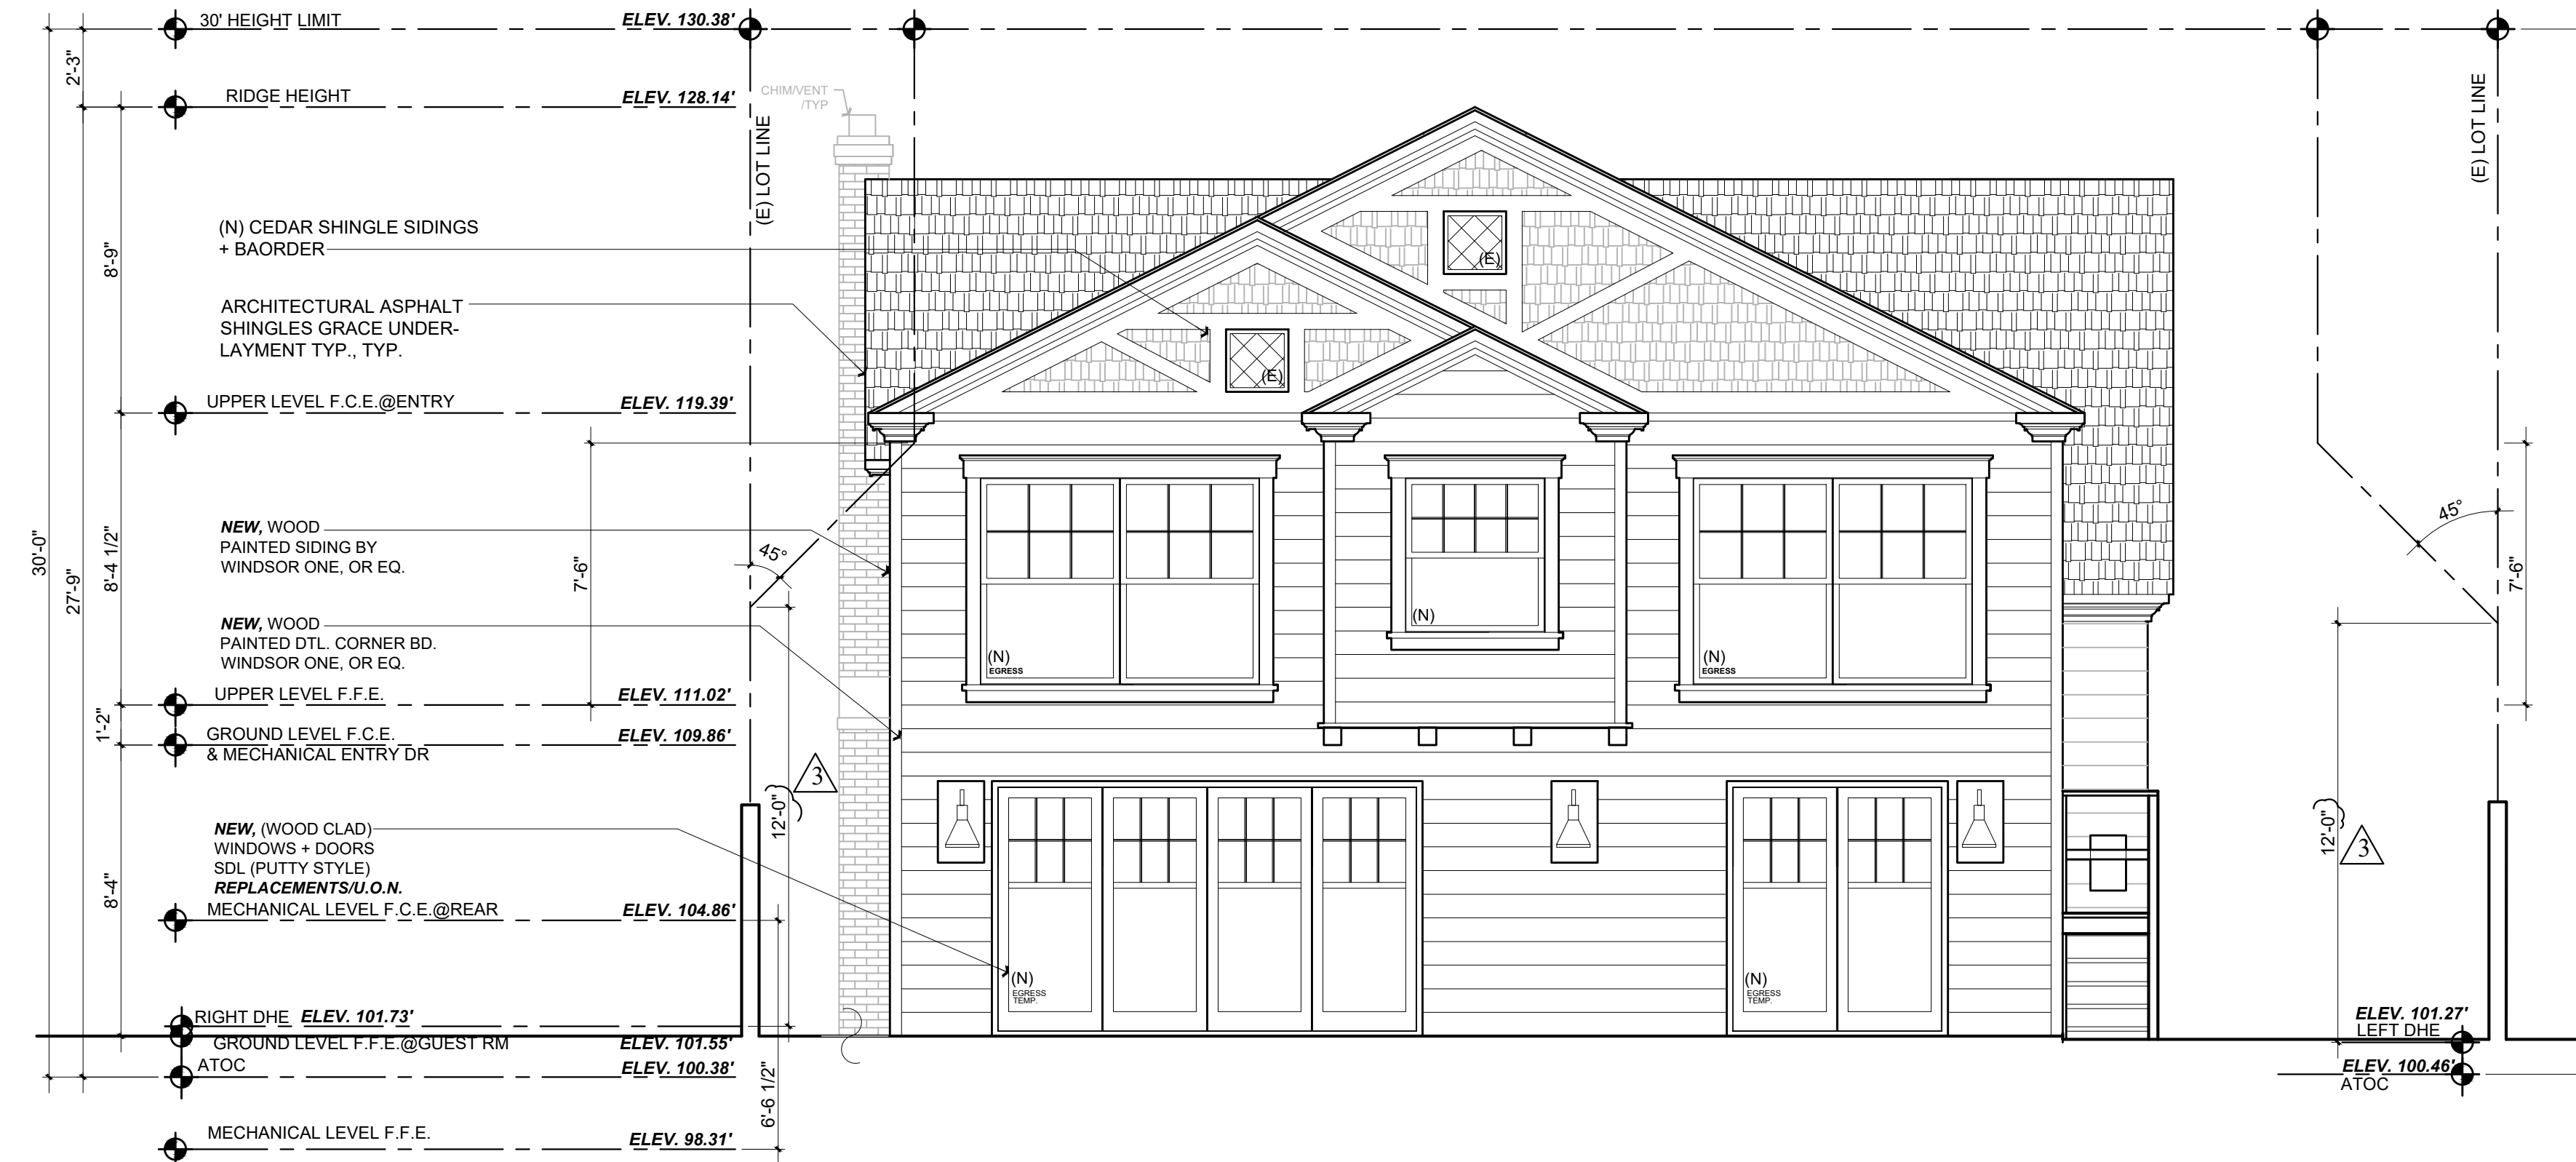 30' HEIGHT LIMIT ELEV. 130.38'
2'-3"
RIDGE HEIGHT ELEV. 128.14'
CHIM/VENT
/TYP
(E) LOT LINE
(E) LOT LINE
(N) CEDAR SHINGLE SIDINGS
+ BAORDER
8'-9"
(E)
ARCHITECTURAL ASPHALT
SHINGLES GRACE UNDER-
LAYMENT TYP., TYP.
(E)
UPPER LEVEL F.C.E.@ENTRY ELEV. 119.39'
30'-0"
27'-9"
8'-4 1/2"
7'-6"
NEW, WOOD
PAINTED SIDING BY
WINDSOR ONE, OR EQ.
45°
45°
7'-6"
NEW, WOOD
PAINTED DTL. CORNER BD.
WINDSOR ONE, OR EQ.
(N)
(N)
EGRESS
(N)
EGRESS
UPPER LEVEL F.F.E. ELEV. 111.02'
1'-2"
GROUND LEVEL F.C.E. ELEV. 109.86'
& MECHANICAL ENTRY DR
3
12'-0"
12'-0"
3
NEW, (WOOD CLAD)
WINDOWS + DOORS
SDL (PUTTY STYLE)
REPLACEMENTS/U.O.N.
8'-4"
MECHANICAL LEVEL F.C.E.@REAR ELEV. 104.86'
(N)
EGRESS
TEMP.
(N)
EGRESS
TEMP.
RIGHT DHE ELEV. 101.73'
ELEV. 101.27'
LEFT DHE
GROUND LEVEL F.F.E.@GUEST RM ELEV. 101.55'
ATOC ELEV. 100.38'
ELEV. 100.46'
ATOC
6'-6 1/2"
MECHANICAL LEVEL F.F.E. ELEV. 98.31'